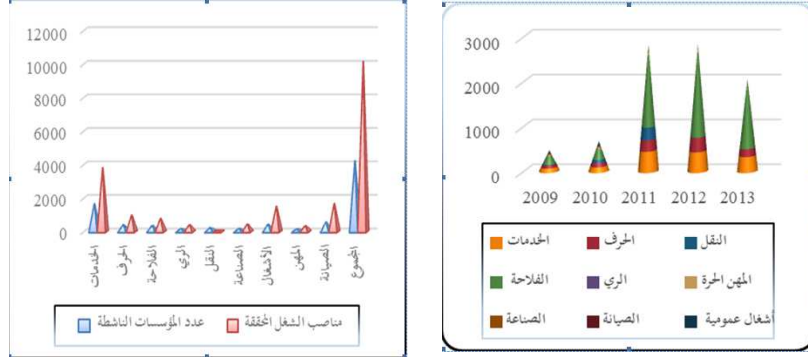 12000
10000
8000
6000
4000
2000
0
الخدمات
الحرف
الفلاحة
الري
النقل
الصناعة
الأشغال
المهن
الصيانة
المجموع
عدد المؤسسات الناشطة مناصب الشغل المحققة
3000
2000
1000
0
2009 2010 2011 2012 2013
الخدمات الحرف النقل
الفلاحة الري المهن الحرة
الصناعة الصيانة أشغال عمومية